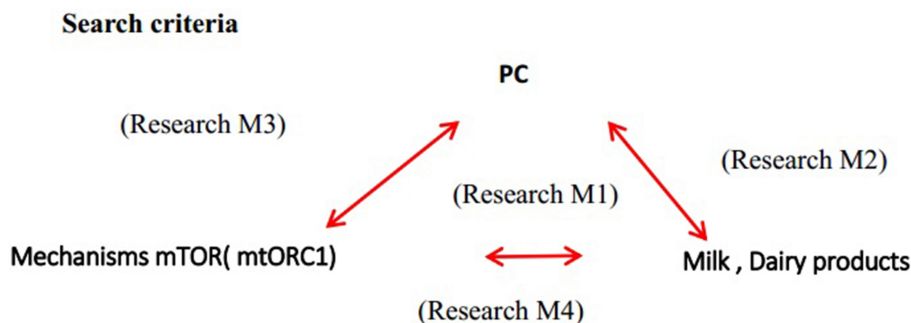 Search criteria
PC
(Research M3)
(Research M2)
(Research M1)
Mechanisms mTOR( mtORC1)
Milk , Dairy products
(Research M4)